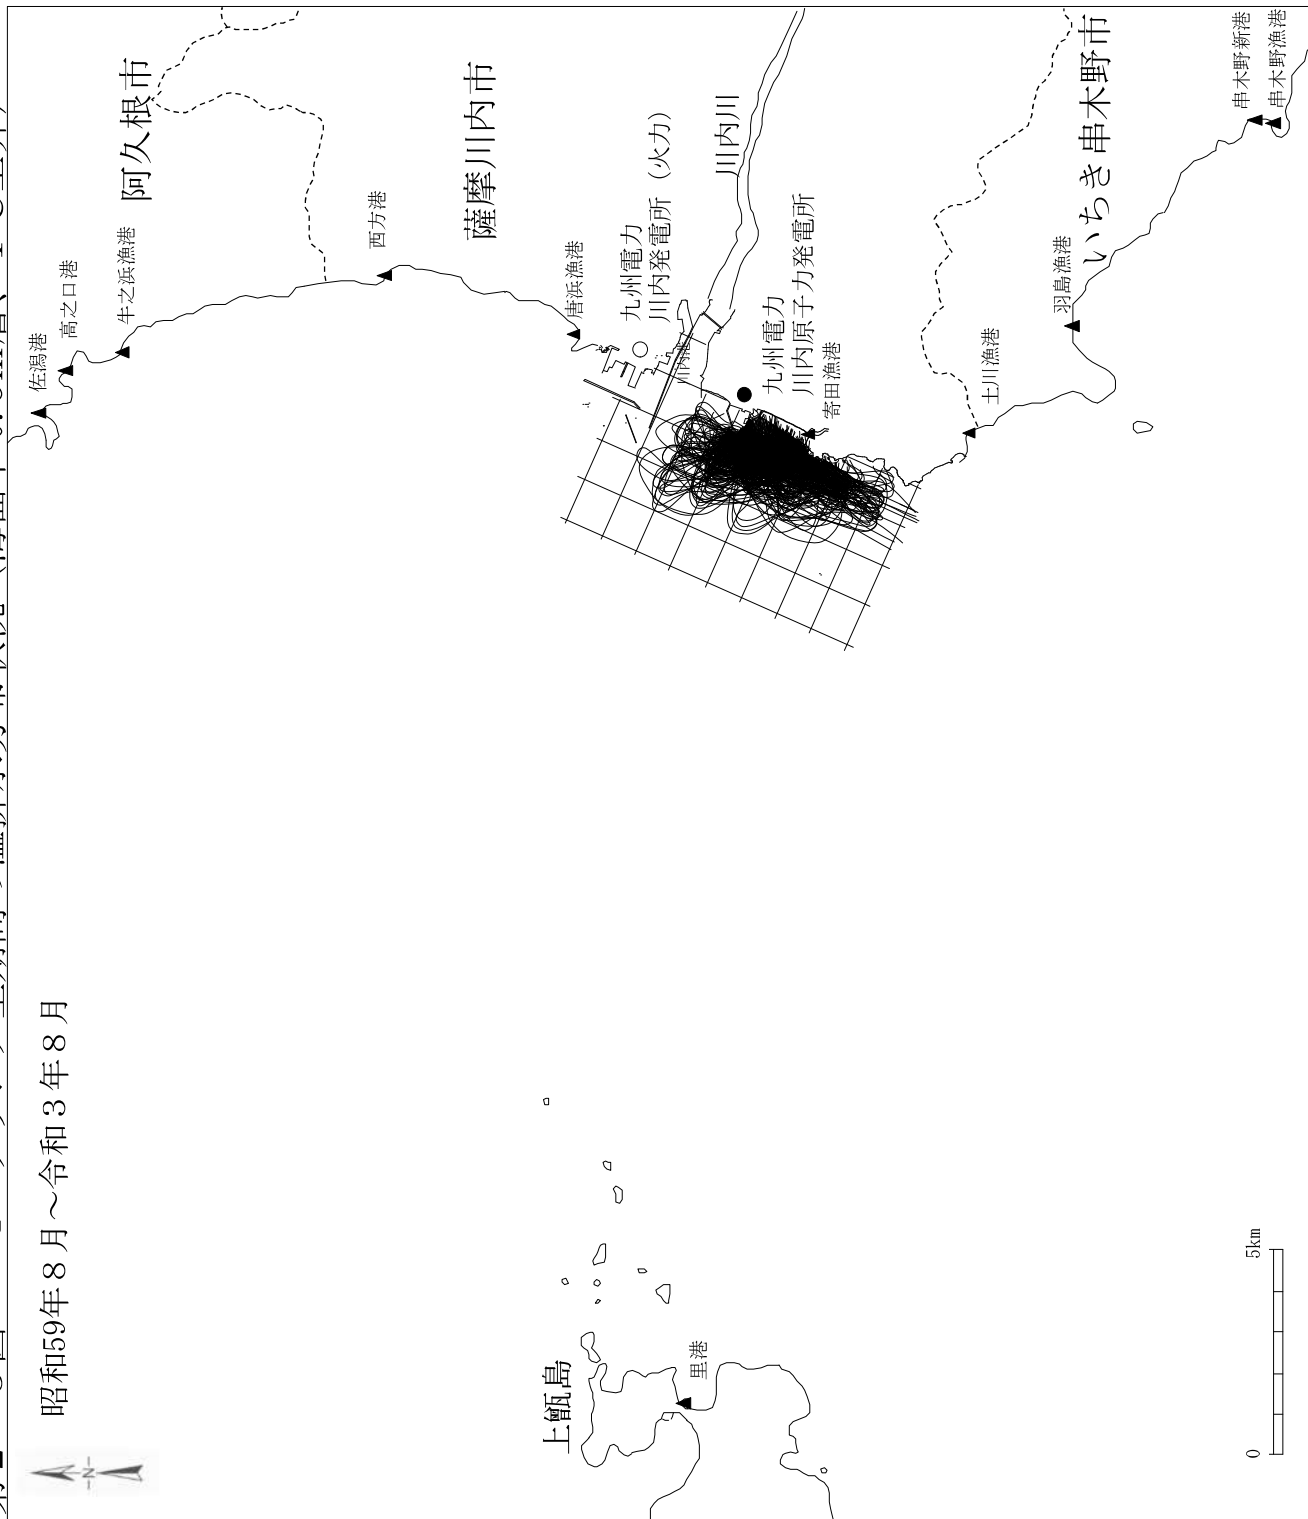 昭和59年８月～令和３年８月
N
阿久根市
佐潟港
高之口港
牛之浜漁港
西方港
薩摩川内市
唐浜漁港
九州電力
川内発電所（火力）
川内港
川内川
九州電力
川内原子力発電所
寄田漁港
土川漁港
羽島漁港
いちき串木野市
串木野新港
串木野漁港
上甑島
里港
0
5km